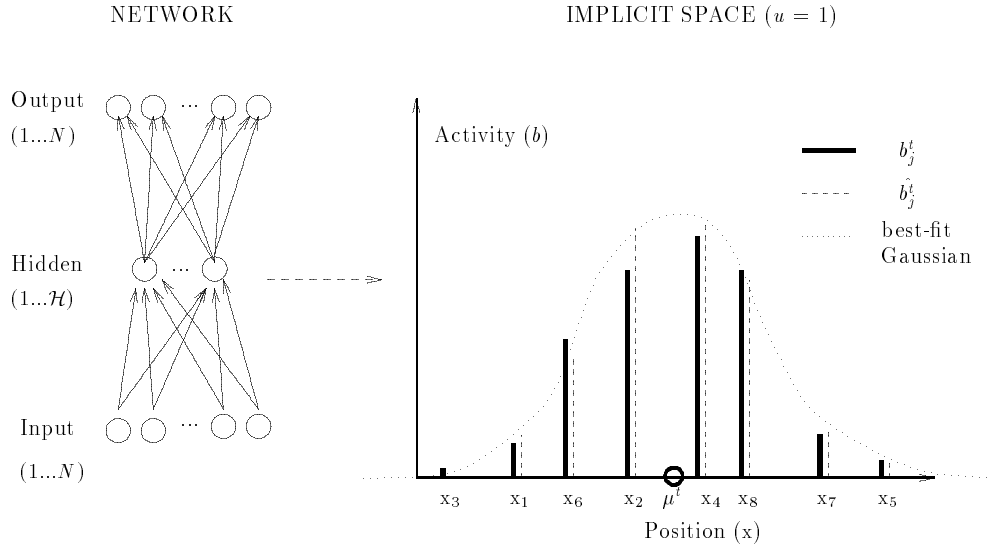 NETWORK
IMPLICIT SPACE (u = 1)
Output
(1...N)
...
Hidden
(1...ℋ)
...
Input
(1...N)
...
Activity (b)
b_j^t
b̂_j^t
best-fit
Gaussian
x₃ x₁ x₆ x₂ μ^t x₄ x₈ x₇ x₅
Position (x)